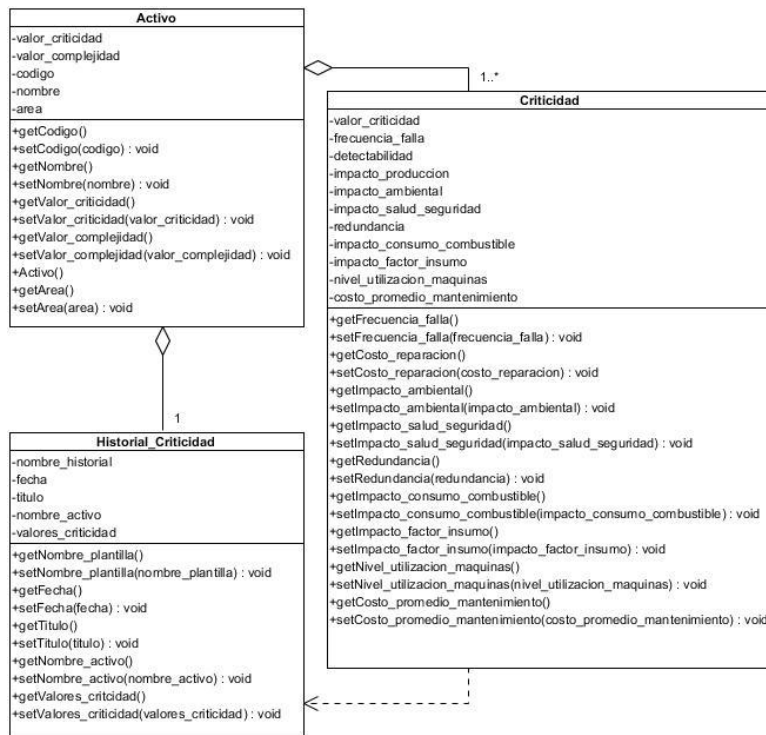 Activo
-valor_criticidad
-valor_complejidad
-codigo
-nombre
-area
+getCodigo()
+setCodigo(codigo) : void
+getNombre()
+setNombre(nombre) : void
+getValor_criticidad()
+setValor_criticidad(valor_criticidad) : void
+getValor_complejidad()
+setValor_complejidad(valor_complejidad) : void
+Activo()
+getArea()
+setArea(area) : void
1..*
Criticidad
-valor_criticidad
-frecuencia_falla
-detectabilidad
-impacto_produccion
-impacto_ambiental
-impacto_salud_seguridad
-redundancia
-impacto_consumo_combustible
-impacto_factor_insumo
-nivel_utilizacion_maquinas
-costo_promedio_mantenimiento
+getFrecuencia_falla()
+setFrecuencia_falla(frecuencia_falla) : void
+getCosto_reparacion()
+setCosto_reparacion(costo_reparacion) : void
+getImpacto_ambiental()
+setImpacto_ambiental(impacto_ambiental) : void
+getImpacto_salud_seguridad()
+setImpacto_salud_seguridad(impacto_salud_seguridad) : void
+getRedundancia()
+setRedundancia(redundancia) : void
+getImpacto_consumo_combustible()
+setImpacto_consumo_combustible(impacto_consumo_combustible) : void
+getImpacto_factor_insumo()
+setImpacto_factor_insumo(impacto_factor_insumo) : void
+getNivel_utilizacion_maquinas()
+setNivel_utilizacion_maquinas(nivel_utilizacion_maquinas) : void
+getCosto_promedio_mantenimiento()
+setCosto_promedio_mantenimiento(costo_promedio_mantenimiento) : void
1
Historial_Criticidad
-nombre_historial
-fecha
-titulo
-nombre_activo
-valores_criticidad
+getNombre_plantilla()
+setNombre_plantilla(nombre_plantilla) : void
+getFecha()
+setFecha(fecha) : void
+getTitulo()
+setTitulo(titulo) : void
+getNombre_activo()
+setNombre_activo(nombre_activo) : void
+getValores_critcidad()
+setValores_criticidad(valores_criticidad) : void